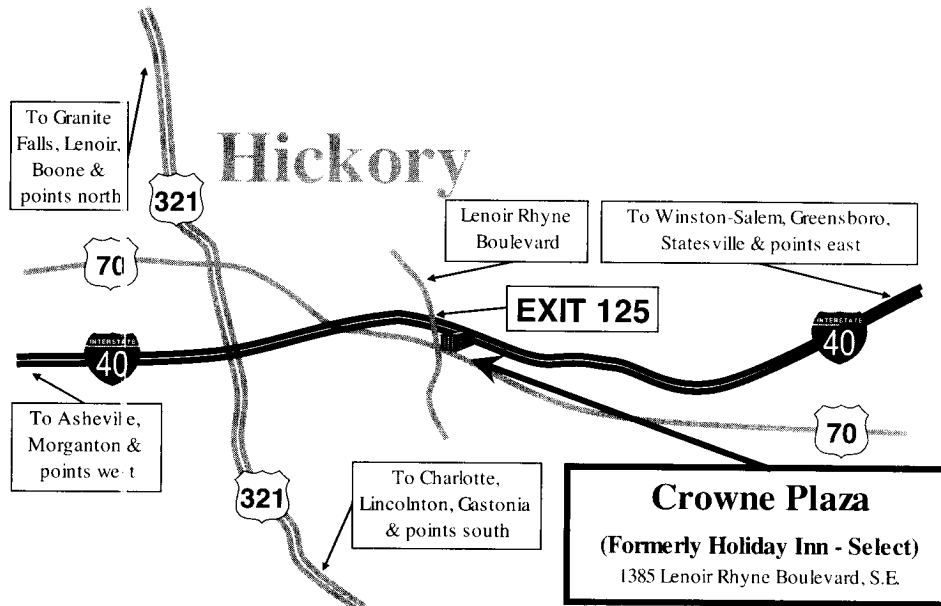 To Granite
Falls, Lenoir,
Boone &
points north
Hickory
321
Lenoir Rhyne
Boulevard
To Winston-Salem, Greensboro,
Statesville & points east
70
EXIT 125
INTERSTATE
40
INTERSTATE
40
To Asheville,
Morganton &
points we t
70
321
To Charlotte,
Lincolnton, Gastonia
& points south
Crowne Plaza
(Formerly Holiday Inn - Select)
1385 Lenoir Rhyne Boulevard, S.E.